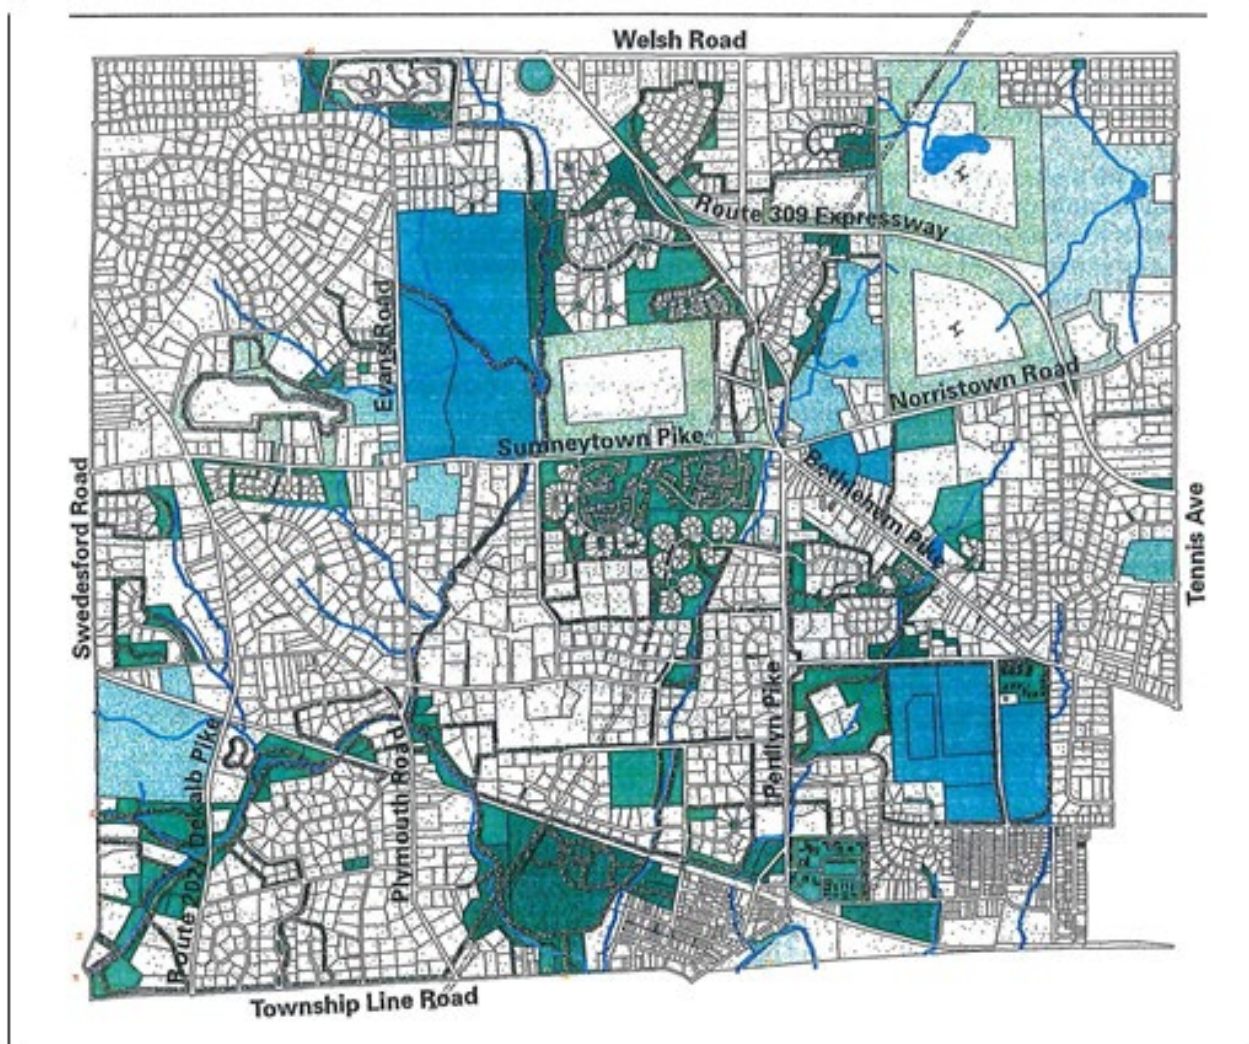 Welsh Road
Route 309 Expressway
Evans Road
Norristown Road
Sumneytown Pike
Bethlehem Pike
Swedesford Road
Tennis Ave
Penllyn Pike
Plymouth Road
Route 202 Dekalb Pike
Township Line Road